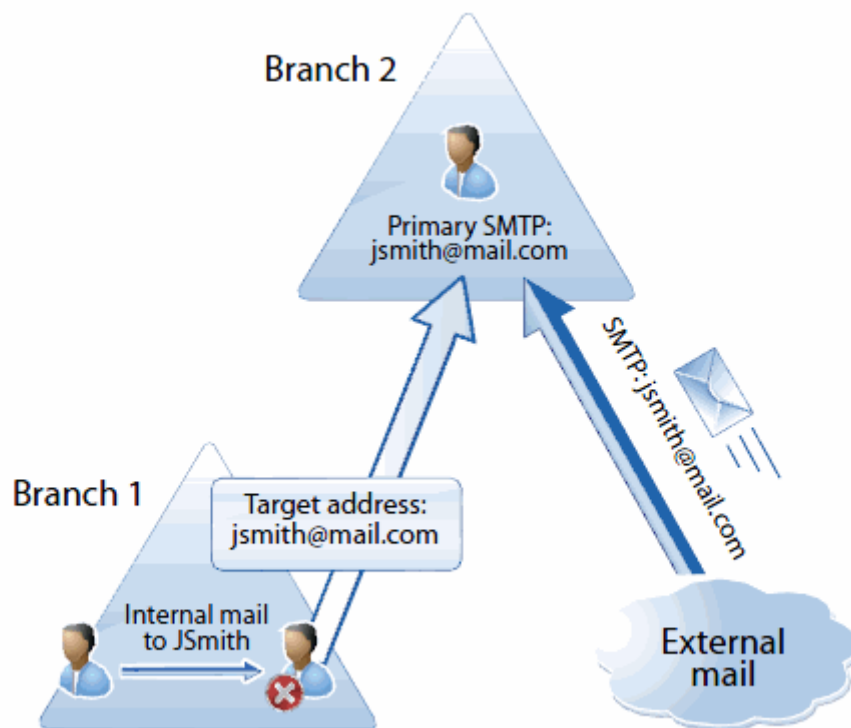 Branch 2
Primary SMTP:
jsmith@mail.com
SMTP: jsmith@mail.com
Branch 1
Target address:
jsmith@mail.com
Internal mail
to JSmith
External
mail